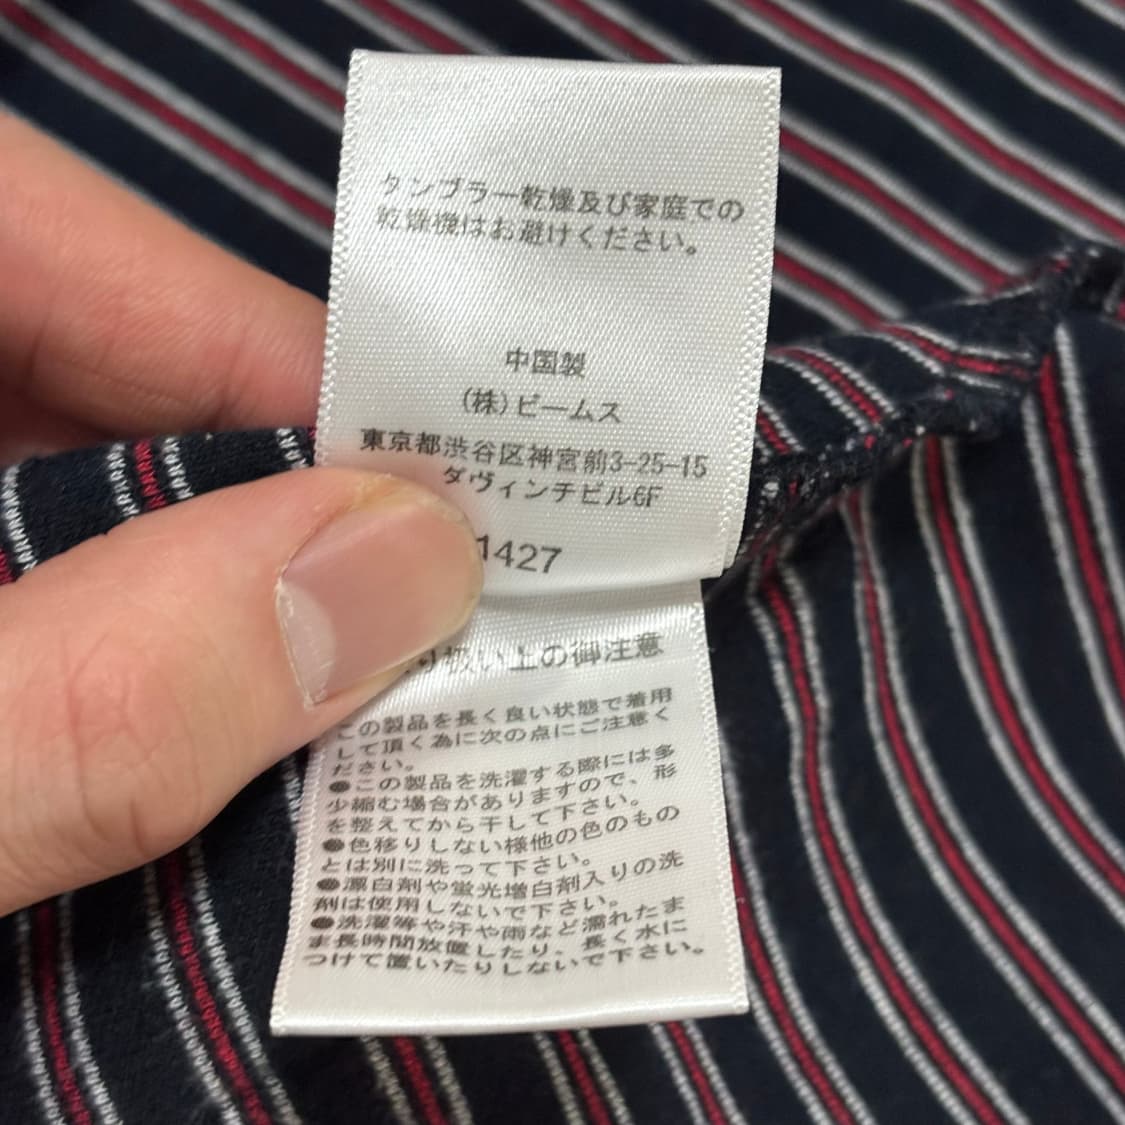 タンブラー乾燥及び家庭での
乾燥機はお避けください。
中国製
(株)ビームス
東京都渋谷区神宮前3-25-15
ダヴィンチビル6F
1427
り扱い上の御注意
この製品を長く良い状態で着用
して頂く為に次の点にご注意く
ださい。
●この製品を洗濯する際には多
少縮む場合がありますので、形
を整えてから干して下さい。
●色移りしない様他の色のもの
とは別に洗って下さい。
●漂白剤や蛍光増白剤入りの洗
剤は使用しないで下さい。
●洗濯等や汗や雨など濡れたま
ま長時間放置したり、長く水に
つけて置いたりしないで下さい。